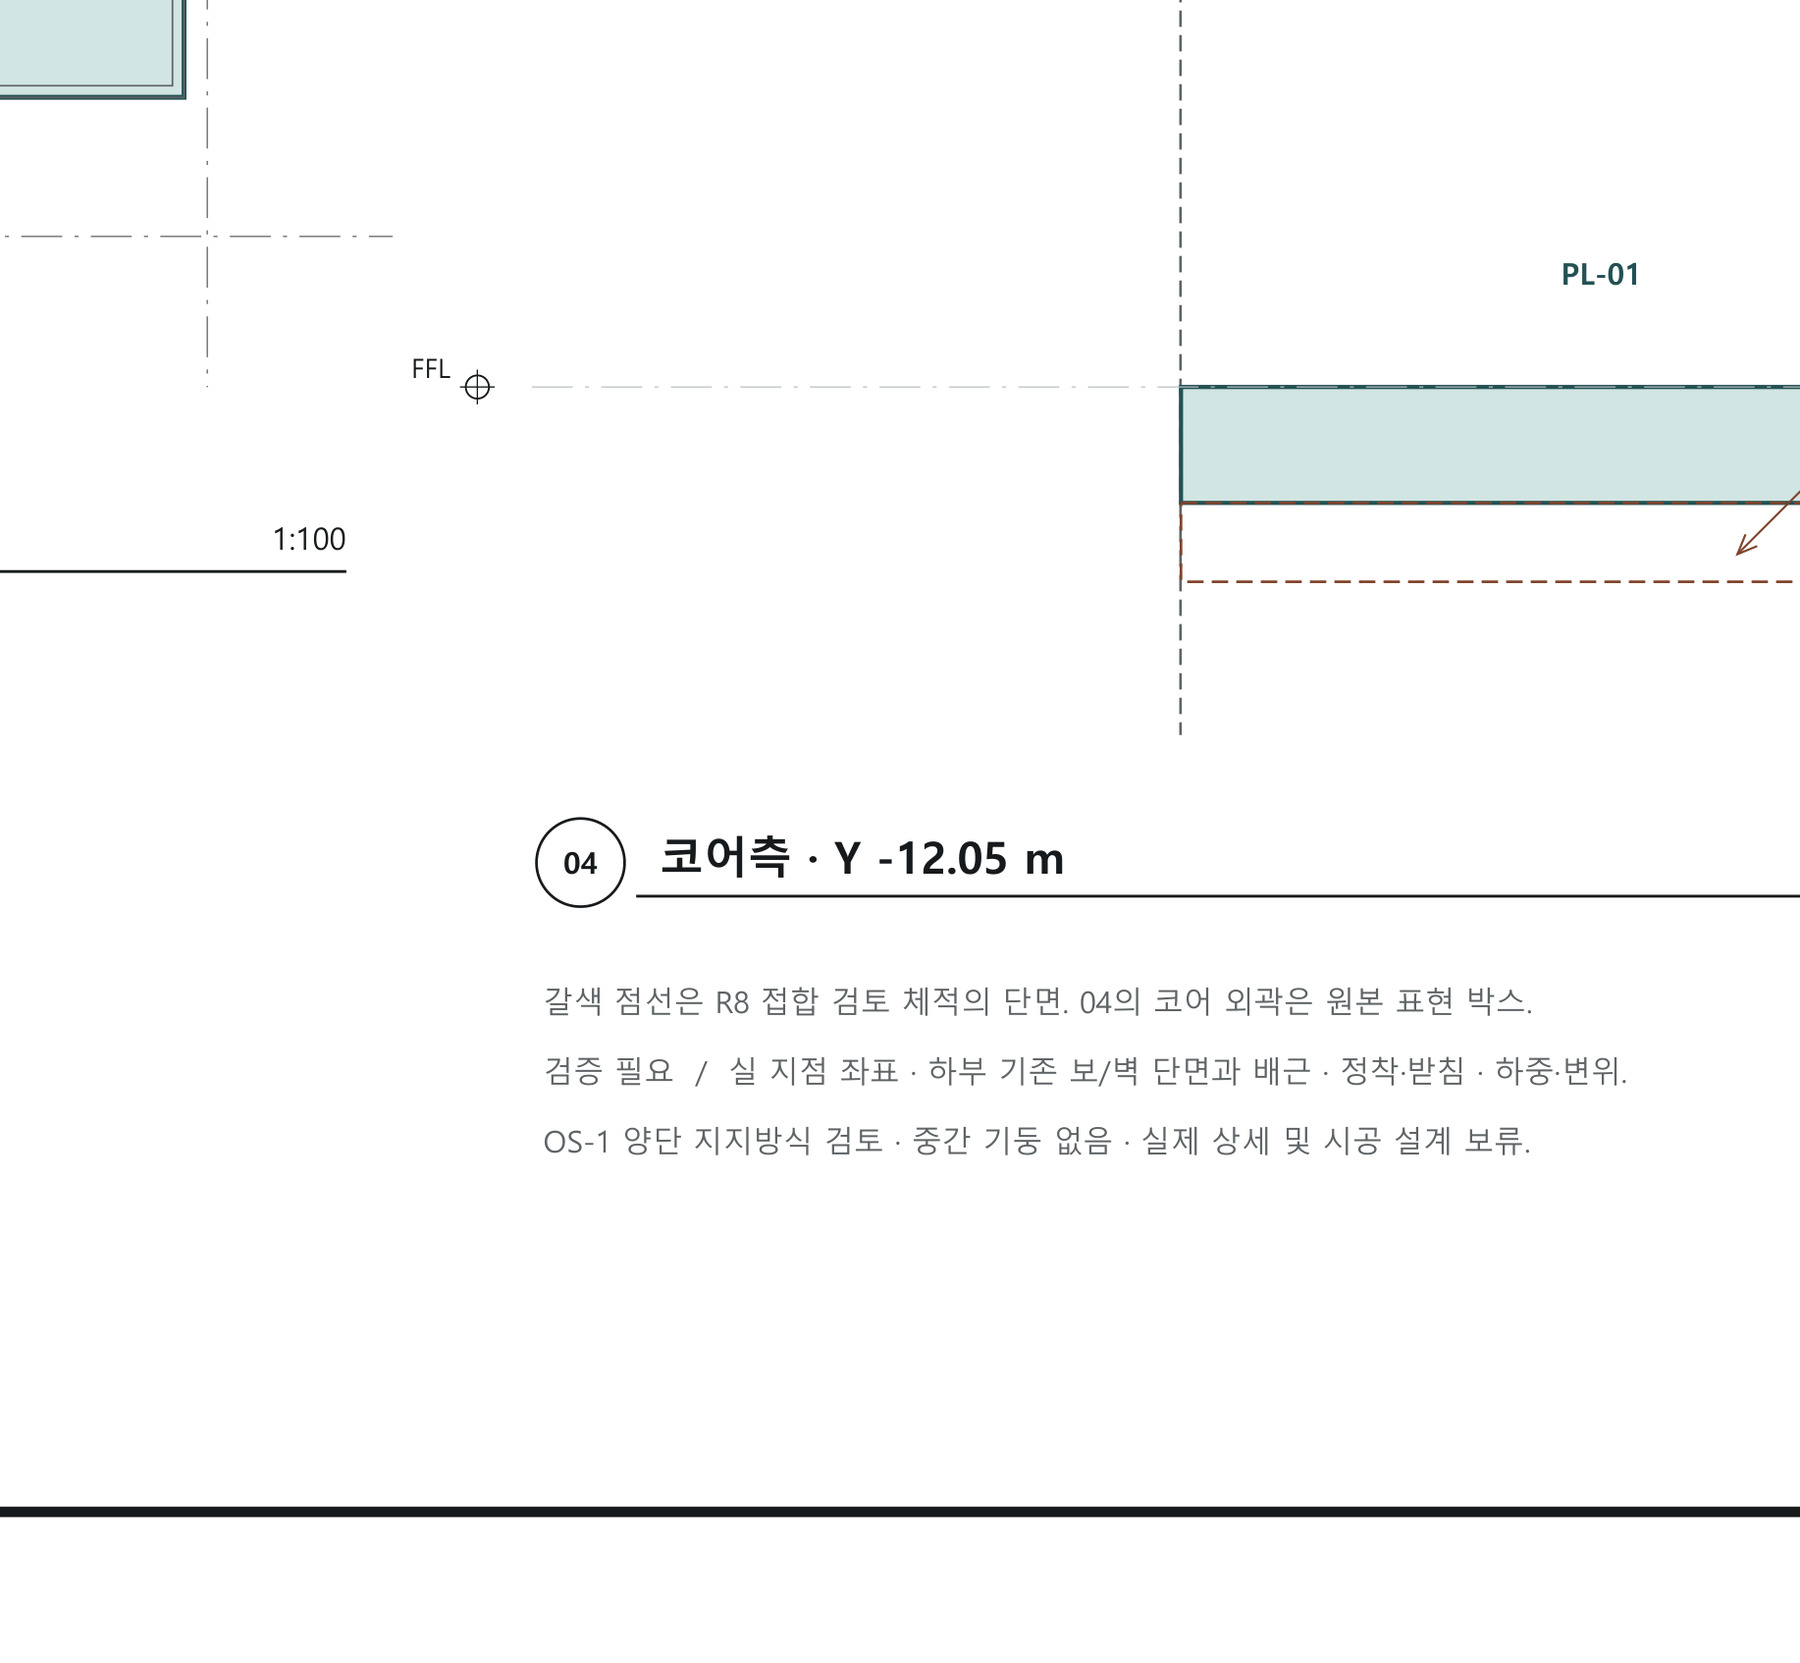 PL-01
FFL
1:100
04 코어측 · Y -12.05 m
갈색 점선은 R8 접합 검토 체적의 단면. 04의 코어 외곽은 원본 표현 박스.
검증 필요 / 실 지점 좌표 · 하부 기존 보/벽 단면과 배근 · 정착·받침 · 하중·변위.
OS-1 양단 지지방식 검토 · 중간 기둥 없음 · 실제 상세 및 시공 설계 보류.